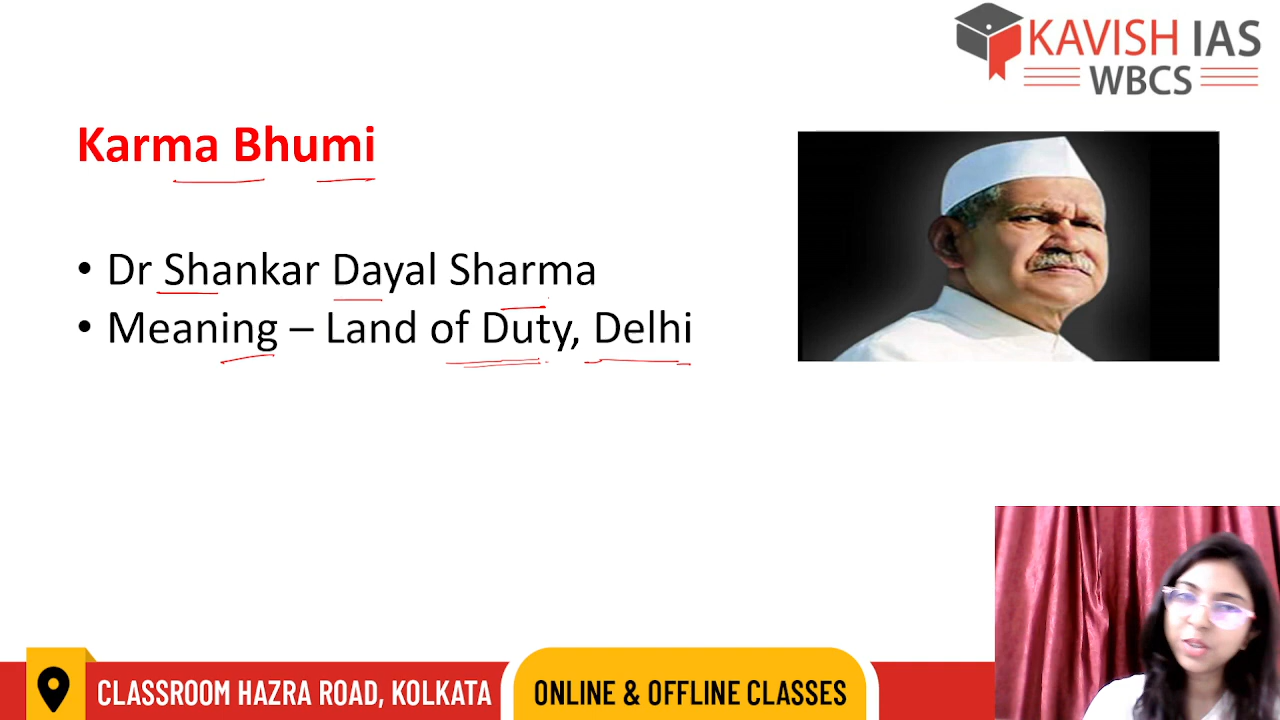 KAVISH IAS
WBCS
Karma Bhumi
• Dr Shankar Dayal Sharma
• Meaning – Land of Duty, Delhi
CLASSROOM HAZRA ROAD, KOLKATA
ONLINE & OFFLINE CLASSES